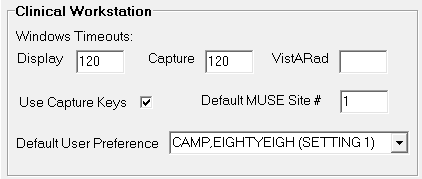 Clinical Workstation
Windows Timeouts:
Display 120 Capture 120 VistARad
Use Capture Keys Default MUSE Site # 1
Default User Preference CAMP,EIGHTYEIGH (SETTING 1)